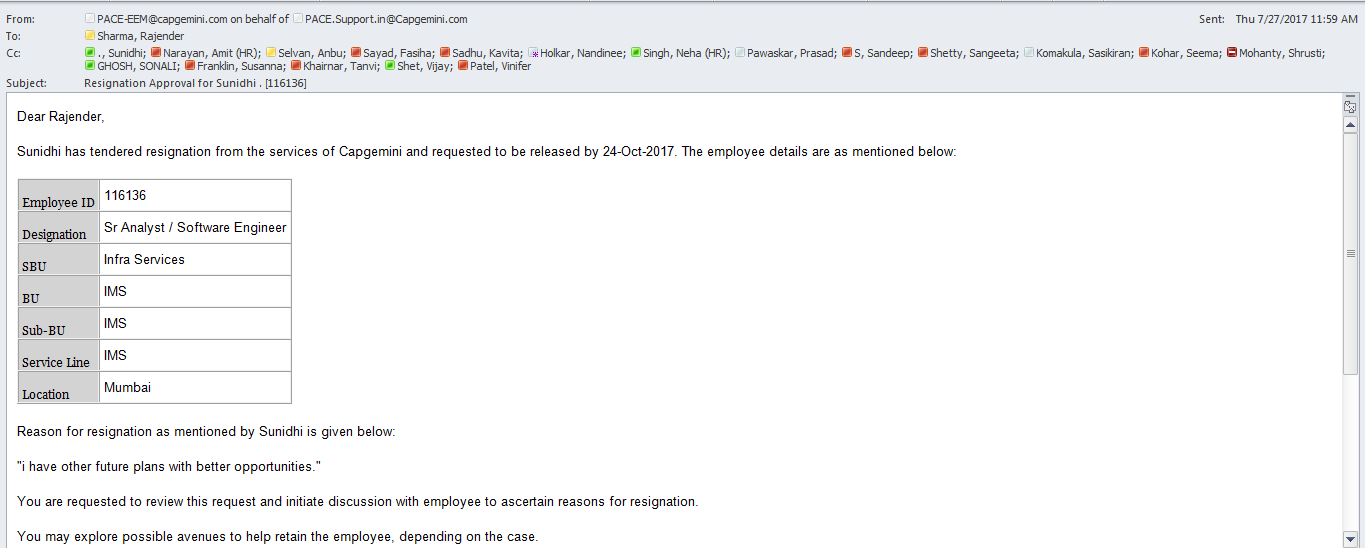 From: PACE-EEM@capgemini.com on behalf of PACE.Support.in@Capgemini.com Sent: Thu 7/27/2017 11:59 AM
To: Sharma, Rajender
Cc: ., Sunidhi; Narayan, Amit (HR); Selvan, Anbu; Sayad, Fasiha; Sadhu, Kavita; Holkar, Nandinee; Singh, Neha (HR); Pawaskar, Prasad; S, Sandeep; Shetty, Sangeeta; Komakula, Sasikiran; Kohar, Seema; Mohanty, Shrusti;
GHOSH, SONALI; Franklin, Susanna; Khairnar, Tanvi; Shet, Vijay; Patel, Vinifer
Subject: Resignation Approval for Sunidhi . [116136]
Dear Rajender,
Sunidhi has tendered resignation from the services of Capgemini and requested to be released by 24-Oct-2017. The employee details are as mentioned below:
Employee ID 116136
Designation Sr Analyst / Software Engineer
SBU Infra Services
BU IMS
Sub-BU IMS
Service Line IMS
Location Mumbai
Reason for resignation as mentioned by Sunidhi is given below:
"i have other future plans with better opportunities."
You are requested to review this request and initiate discussion with employee to ascertain reasons for resignation.
You may explore possible avenues to help retain the employee, depending on the case.